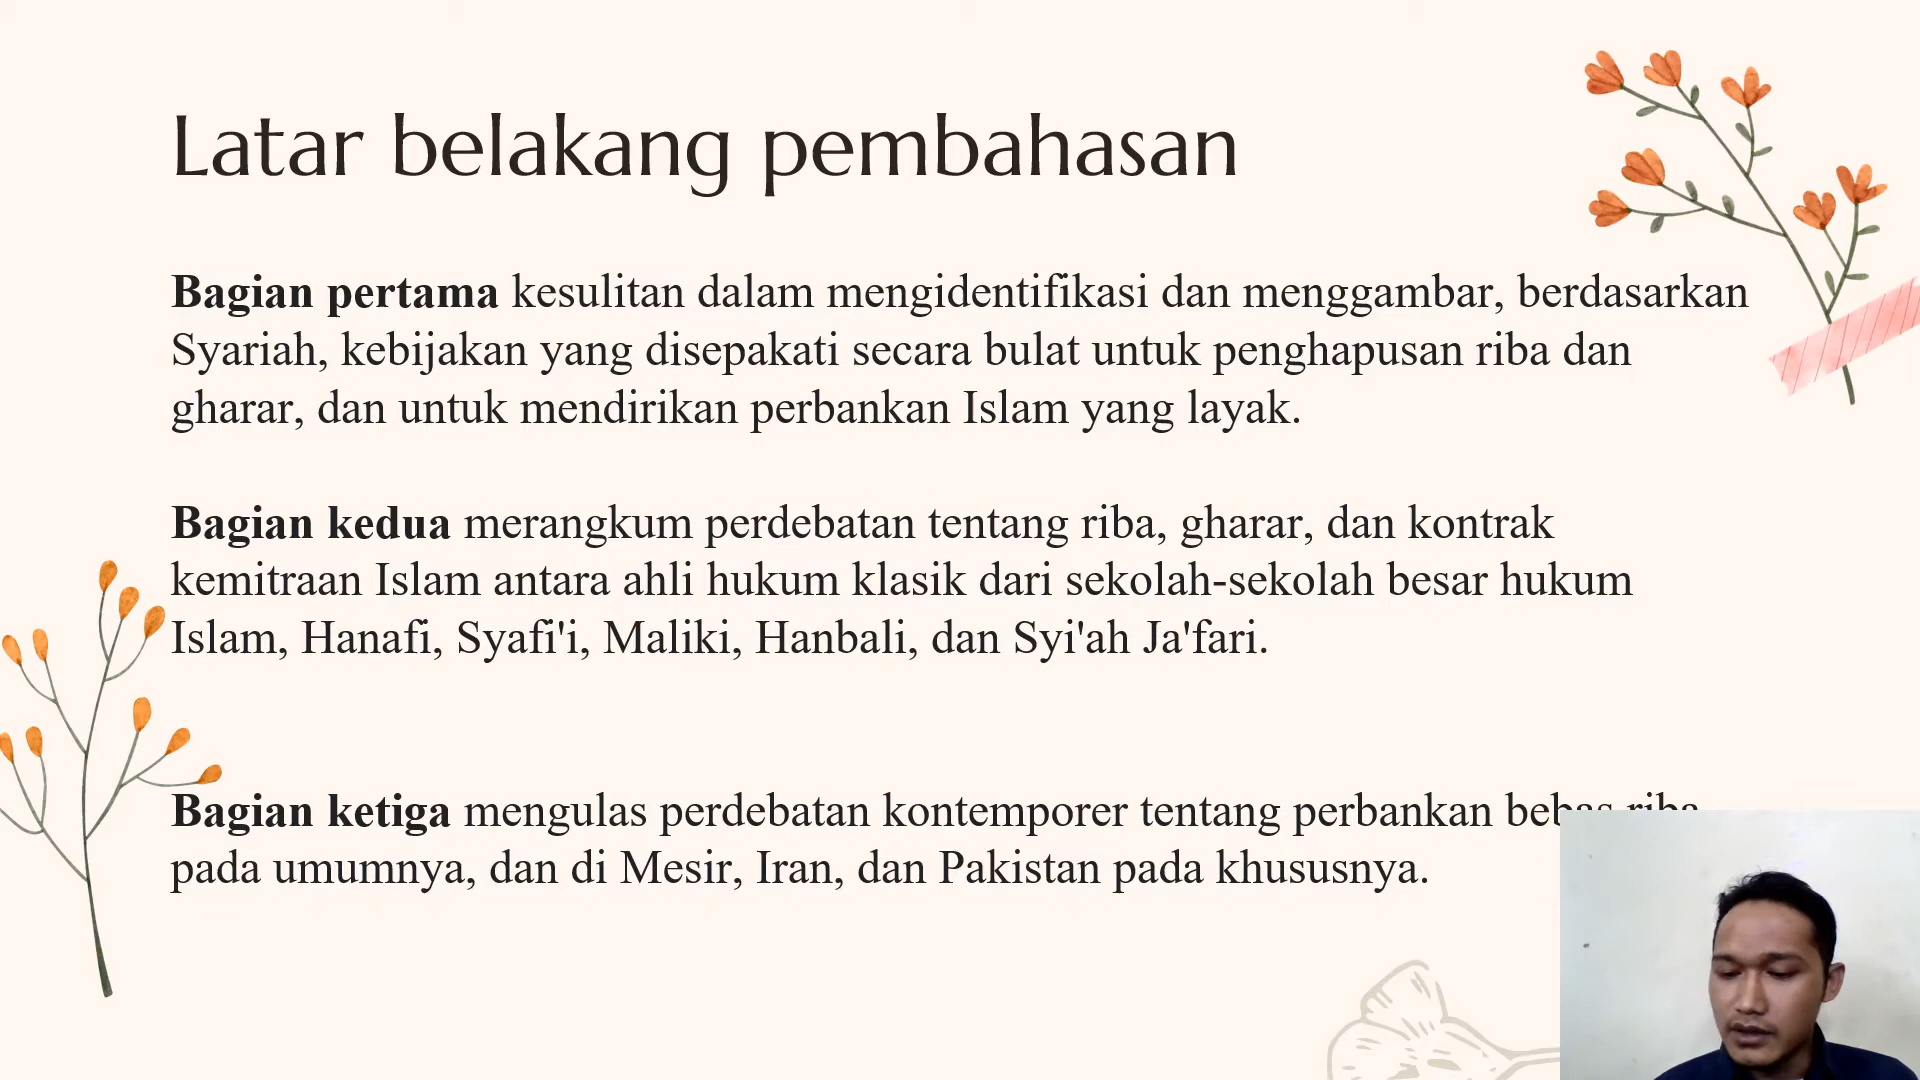 Latar belakang pembahasan
Bagian pertama kesulitan dalam mengidentifikasi dan menggambar, berdasarkan
Syariah, kebijakan yang disepakati secara bulat untuk penghapusan riba dan
gharar, dan untuk mendirikan perbankan Islam yang layak.
Bagian kedua merangkum perdebatan tentang riba, gharar, dan kontrak
kemitraan Islam antara ahli hukum klasik dari sekolah-sekolah besar hukum
Islam, Hanafi, Syafi'i, Maliki, Hanbali, dan Syi'ah Ja'fari.
Bagian ketiga mengulas perdebatan kontemporer tentang perbankan bebas riba
pada umumnya, dan di Mesir, Iran, dan Pakistan pada khususnya.